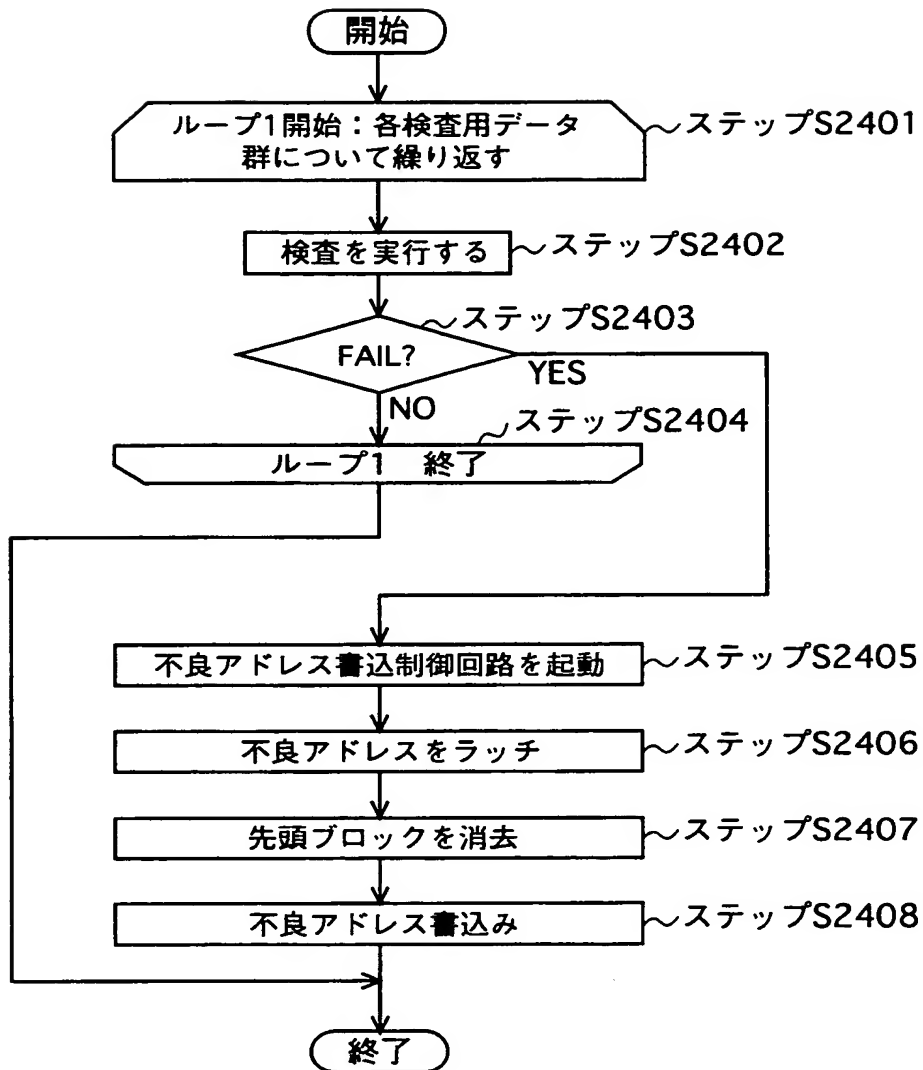 開始
ループ1開始：各検査用データ
群について繰り返す
ステップS2401
検査を実行する
ステップS2402
ステップS2403
FAIL?
YES
NO
ステップS2404
ループ1 終了
不良アドレス書込制御回路を起動
ステップS2405
不良アドレスをラッチ
ステップS2406
先頭ブロックを消去
ステップS2407
不良アドレス書込み
ステップS2408
終了